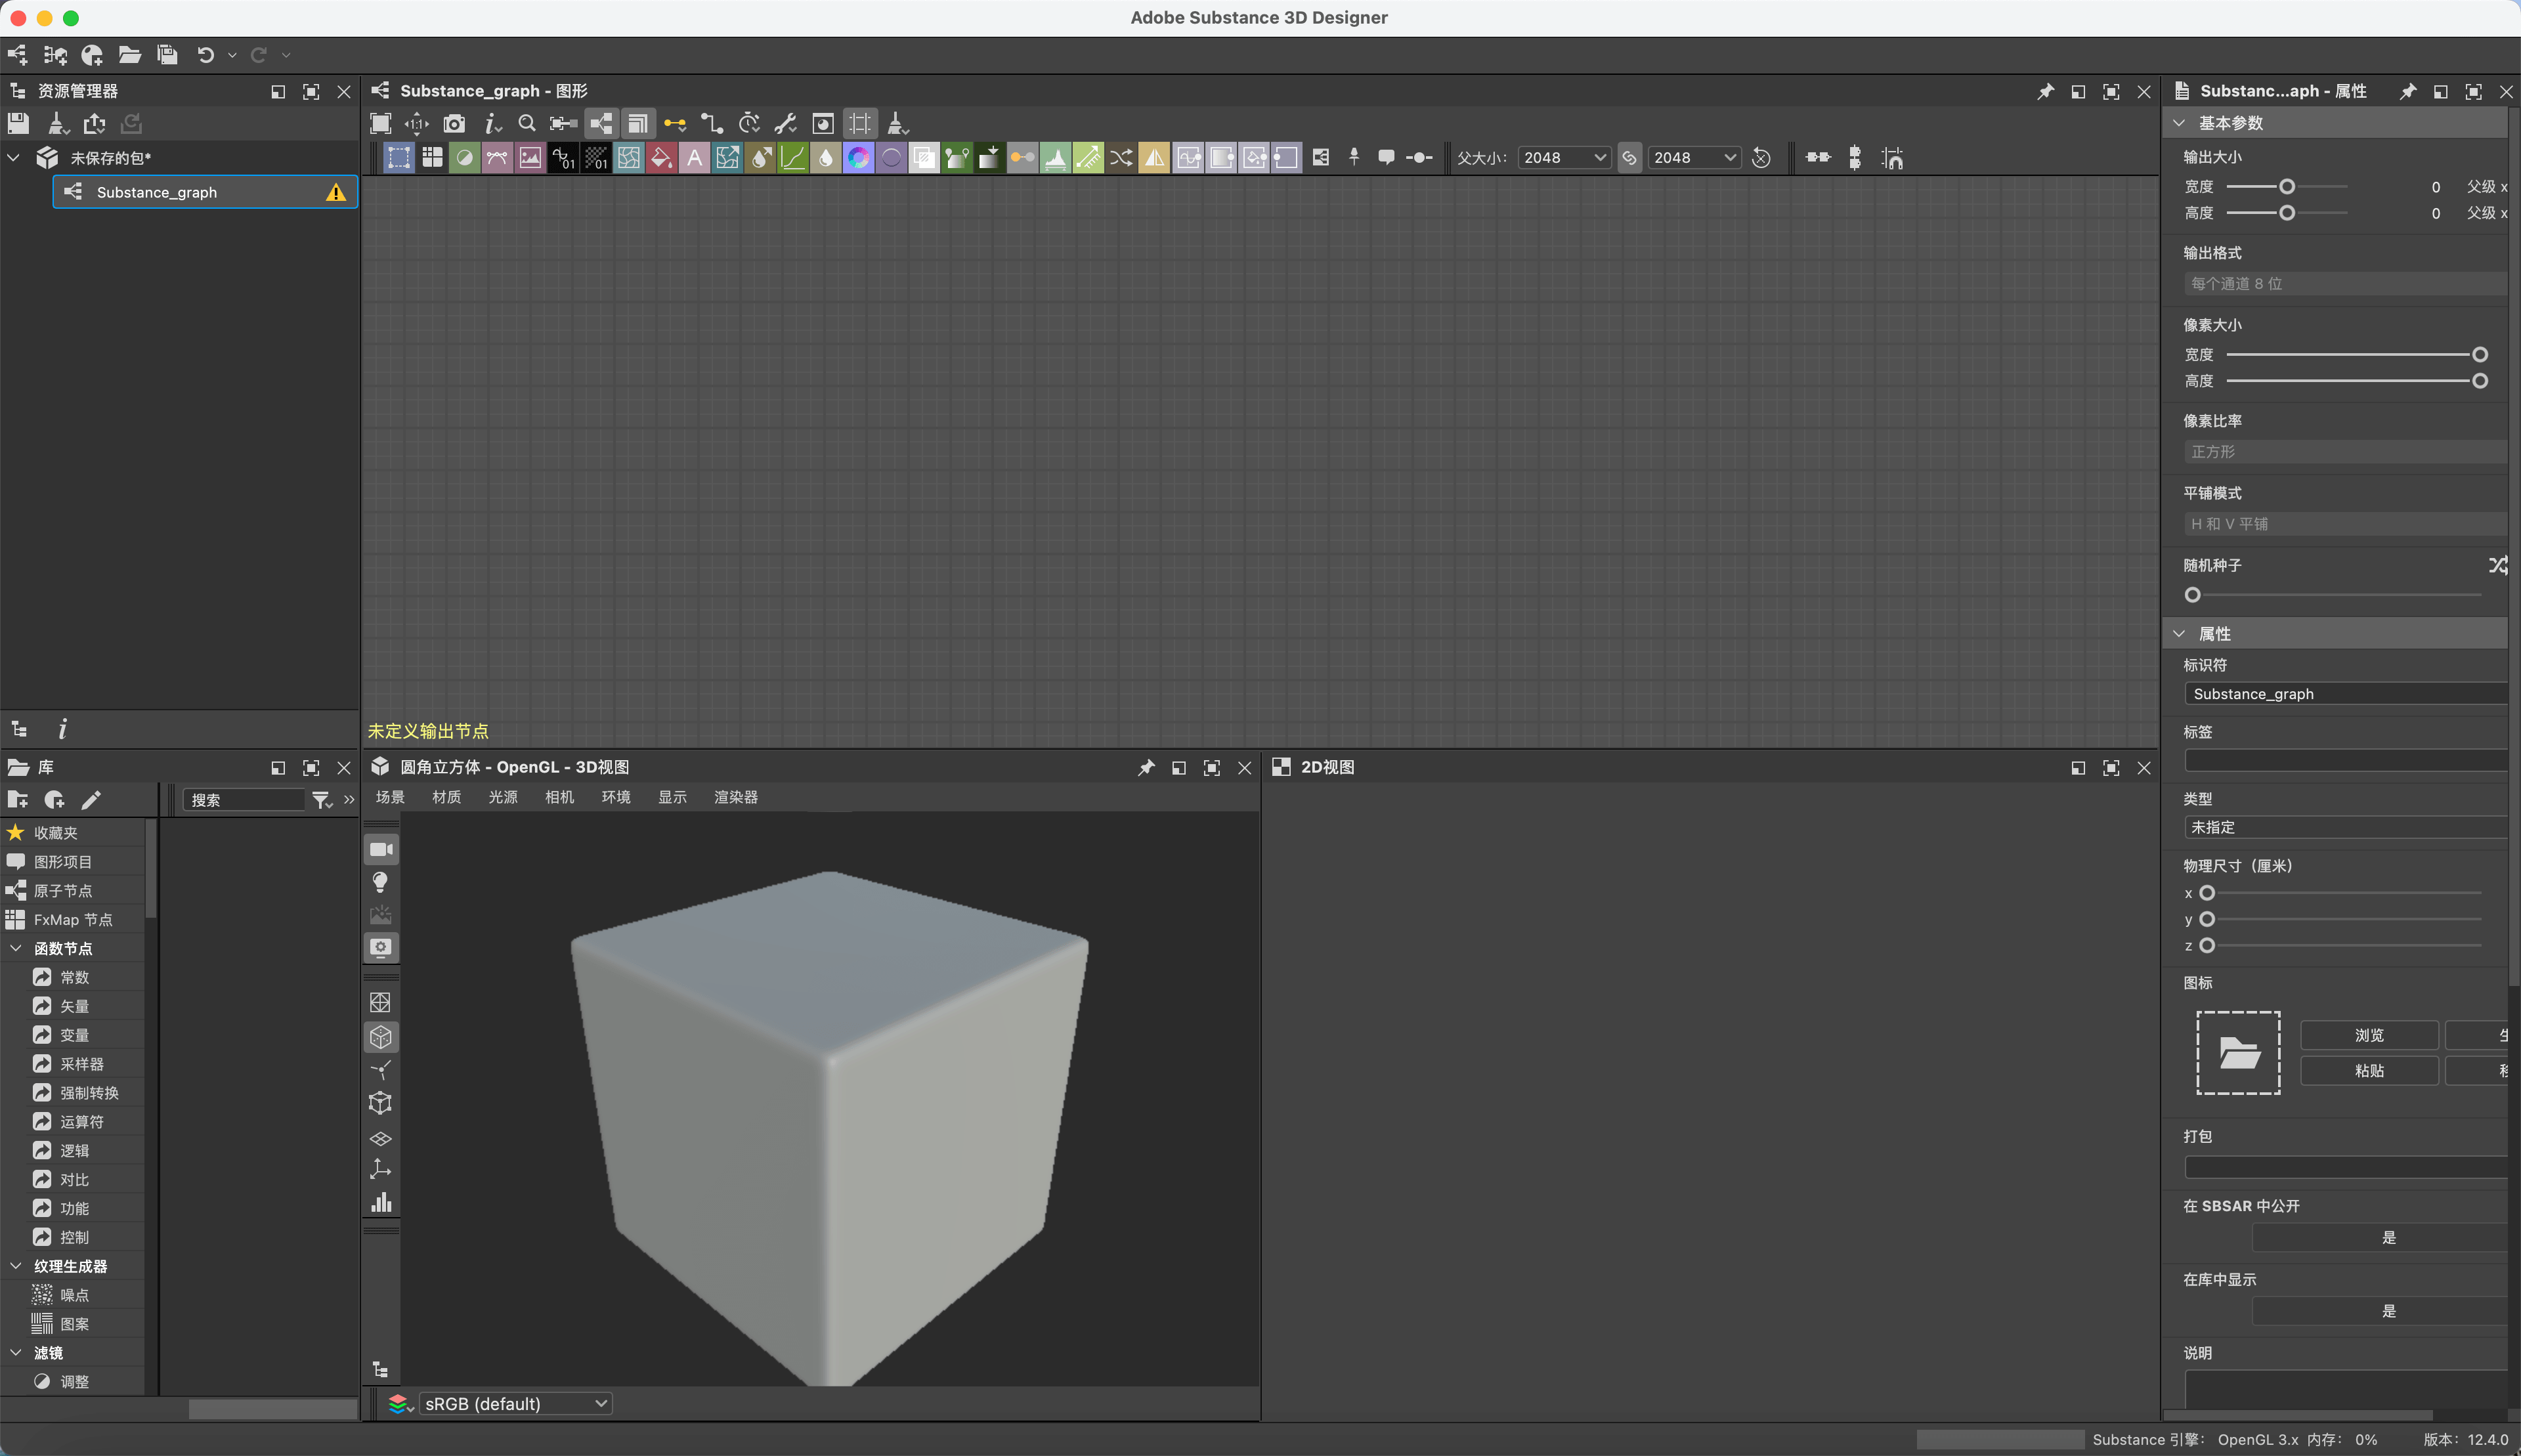 Adobe Substance 3D Designer
资源管理器
未保存的包*
Substance_graph
Substance_graph - 图形
父大小: 2048 2048
未定义输出节点
库
搜索
收藏夹
图形项目
原子节点
FxMap 节点
函数节点
常数
矢量
变量
采样器
强制转换
运算符
逻辑
对比
功能
控制
纹理生成器
噪点
图案
滤镜
调整
圆角立方体 - OpenGL - 3D视图
场景 材质 光源 相机 环境 显示 渲染器
sRGB (default)
2D视图
Substanc...aph - 属性
基本参数
输出大小
宽度 0 父级 x
高度 0 父级 x
输出格式
每个通道 8 位
像素大小
宽度
高度
像素比率
正方形
平铺模式
H 和 V 平铺
随机种子
属性
标识符
Substance_graph
标签
类型
未指定
物理尺寸（厘米）
x
y
z
图标
浏览
粘贴
打包
在 SBSAR 中公开
是
在库中显示
是
说明
Substance 引擎: OpenGL 3.x 内存: 0% 版本: 12.4.0